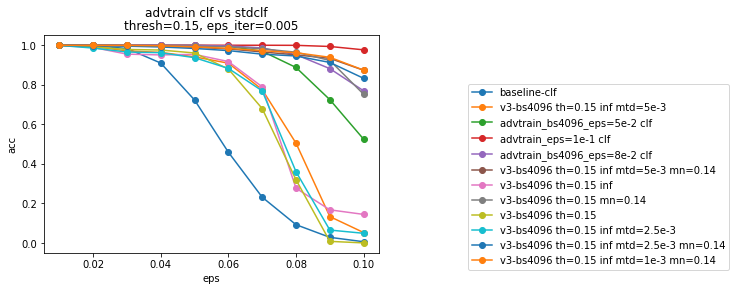 advtrain clf vs stdclf
thresh=0.15, eps_iter=0.005
1.0
0.8
0.6
0.4
0.2
0.0
acc
0.02
0.04
0.06
0.08
0.10
eps
baseline-clf
v3-bs4096 th=0.15 inf mtd=5e-3
advtrain_bs4096_eps=5e-2 clf
advtrain_eps=1e-1 clf
advtrain_bs4096_eps=8e-2 clf
v3-bs4096 th=0.15 inf mtd=5e-3 mn=0.14
v3-bs4096 th=0.15 inf
v3-bs4096 th=0.15 mn=0.14
v3-bs4096 th=0.15
v3-bs4096 th=0.15 inf mtd=2.5e-3
v3-bs4096 th=0.15 inf mtd=2.5e-3 mn=0.14
v3-bs4096 th=0.15 inf mtd=1e-3 mn=0.14